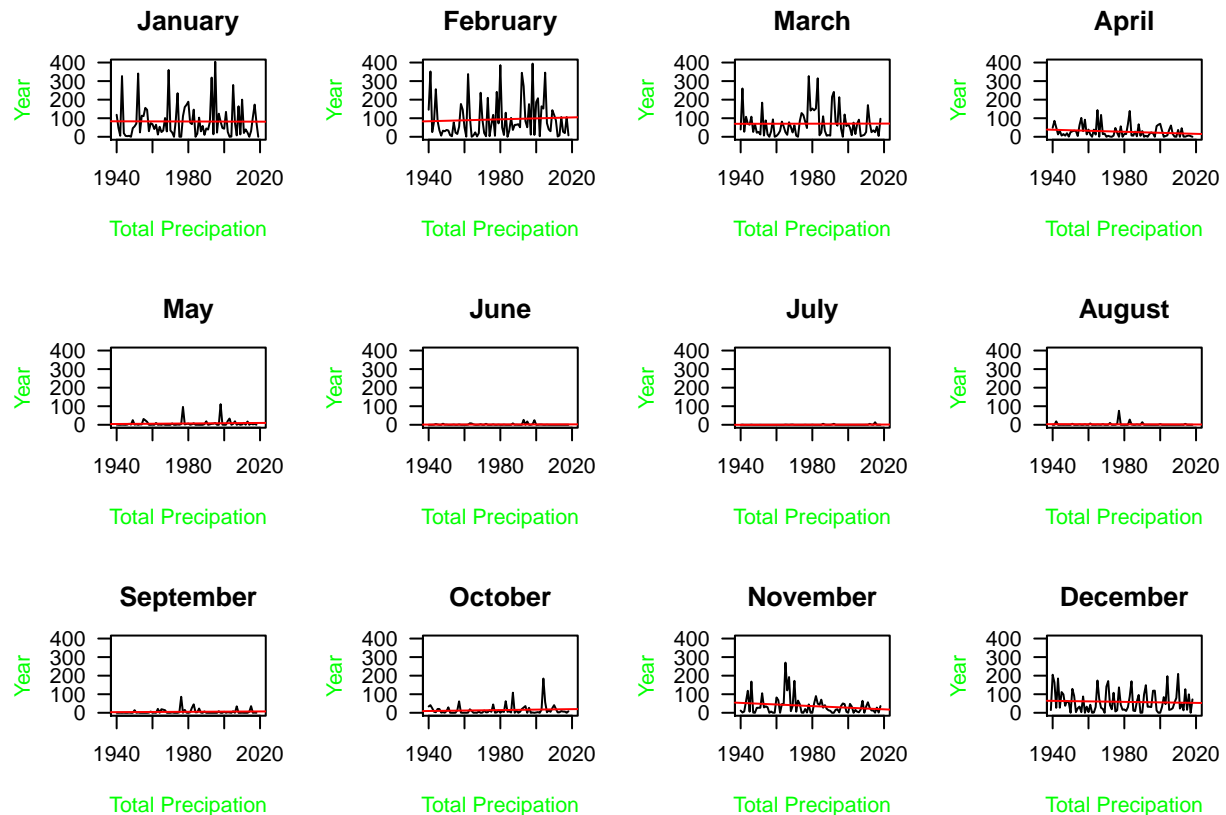 January February March April
Year 400 300 200 100 0 Year 400 300 200 100 0 Year 400 300 200 100 0 Year 400 300 200 100 0
1940 1980 2020 1940 1980 2020 1940 1980 2020 1940 1980 2020
Total Precipation Total Precipation Total Precipation Total Precipation
May June July August
Year 400 300 200 100 0 Year 400 300 200 100 0 Year 400 300 200 100 0 Year 400 300 200 100 0
1940 1980 2020 1940 1980 2020 1940 1980 2020 1940 1980 2020
Total Precipation Total Precipation Total Precipation Total Precipation
September October November December
Year 400 300 200 100 0 Year 400 300 200 100 0 Year 400 300 200 100 0 Year 400 300 200 100 0
1940 1980 2020 1940 1980 2020 1940 1980 2020 1940 1980 2020
Total Precipation Total Precipation Total Precipation Total Precipation